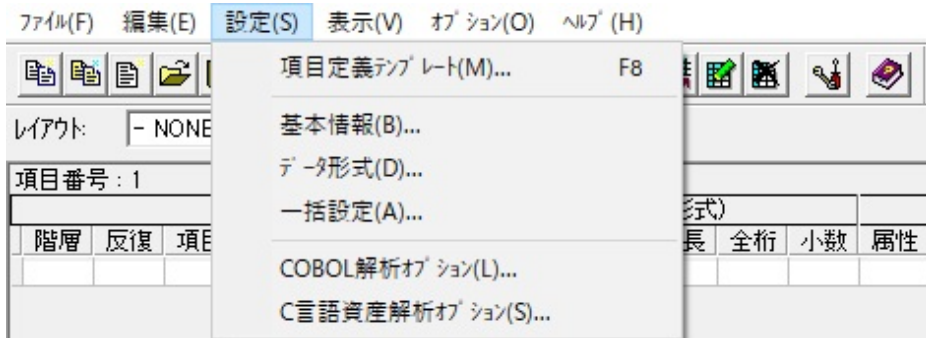 ﾌｧｲﾙ(F) 編集(E) 設定(S) 表示(V) ｵﾌﾟｼｮﾝ(O) ﾍﾙﾌﾟ(H)
項目定義ﾃﾝﾌﾟﾚｰﾄ(M)... F8
ﾚｲｱｳﾄ: - NONE
基本情報(B)...
ﾃﾞｰﾀ形式(D)...
項目番号 : 1
一括設定(A)...
形式)
階層 反復 項目 長 全桁 小数 属性
COBOL解析ｵﾌﾟｼｮﾝ(L)...
C言語資産解析ｵﾌﾟｼｮﾝ(S)...